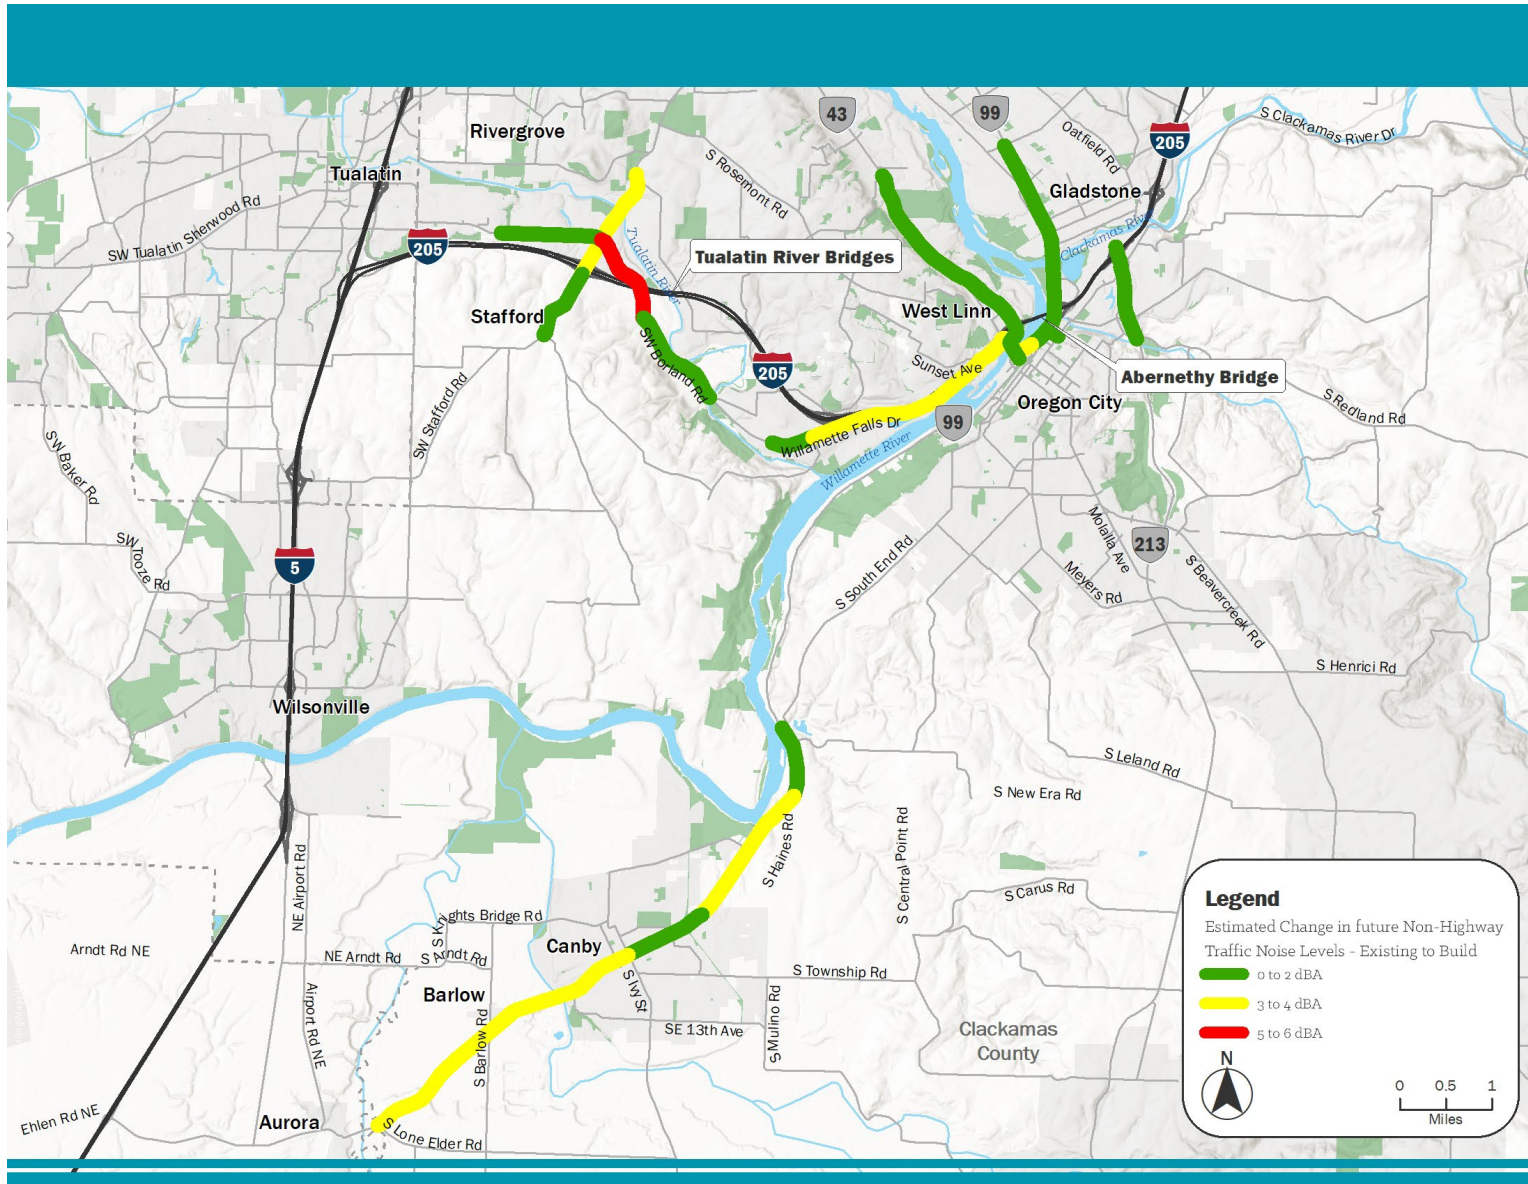 43
99
Oatfield Rd
S Clackamas River Dr
205
Rivergrove
Tualatin
S Rosemont Rd
Gladstone
SW Tualatin Sherwood Rd
205
Tualatin River
Tualatin River Bridges
Clackamas River
Stafford
West Linn
SW Borland Rd
205
Sunset Ave
Abernethy Bridge
SW Stafford Rd
Oregon City
S Redland Rd
99
Willamette Falls Dr
Willamette River
SW Baker Rd
SW Tooze Rd
5
S South End Rd
Molalla Ave
213
Meyers Rd
S Beavercreek Rd
S Henrici Rd
Wilsonville
S Leland Rd
S New Era Rd
S Haines Rd
S Central Point Rd
NE Airport Rd
S Carus Rd
S Kni
ghts Bridge Rd
Arndt Rd NE
NE Arndt Rd
S Arndt Rd
Canby
S Township Rd
Barlow
S Ivy St
S Mulino Rd
SE 13th Ave
Airport Rd NE
S Barlow Rd
Clackamas
County
Ehlen Rd NE
Aurora
S Lone Elder Rd
Legend
Estimated Change in future Non-Highway
Traffic Noise Levels - Existing to Build
0 to 2 dBA
3 to 4 dBA
5 to 6 dBA
N
0 0.5 1
Miles